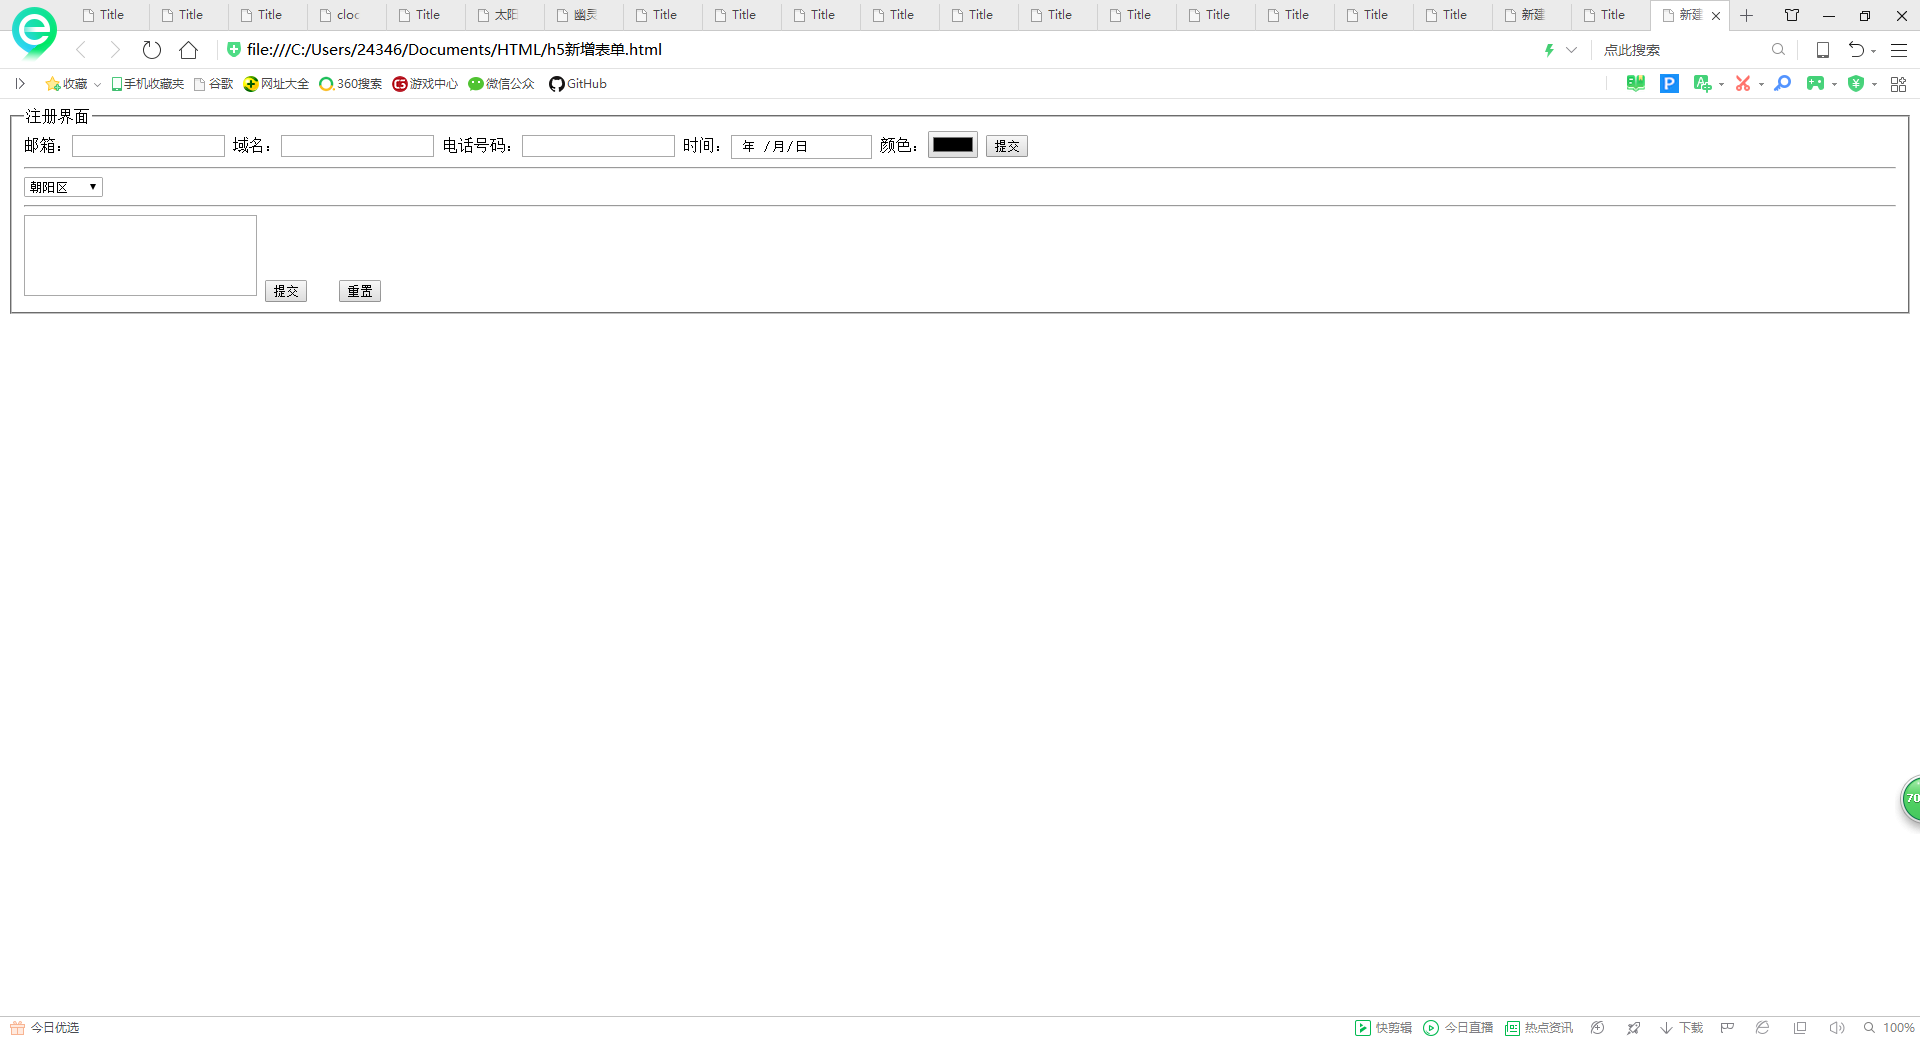 Title Title Title cloc Title 太阳 幽灵 Title Title Title Title Title Title Title Title Title Title Title 新建 Title 新建
file:///C:/Users/24346/Documents/HTML/h5新增表单.html 点此搜索
收藏 手机收藏夹 谷歌 网址大全 360搜索 游戏中心 微信公众 GitHub
注册界面
邮箱： 域名： 电话号码： 时间： 年 /月/日 颜色： 提交
朝阳区
提交 重置
70
今日优选 快剪辑 今日直播 热点资讯 下载 100%